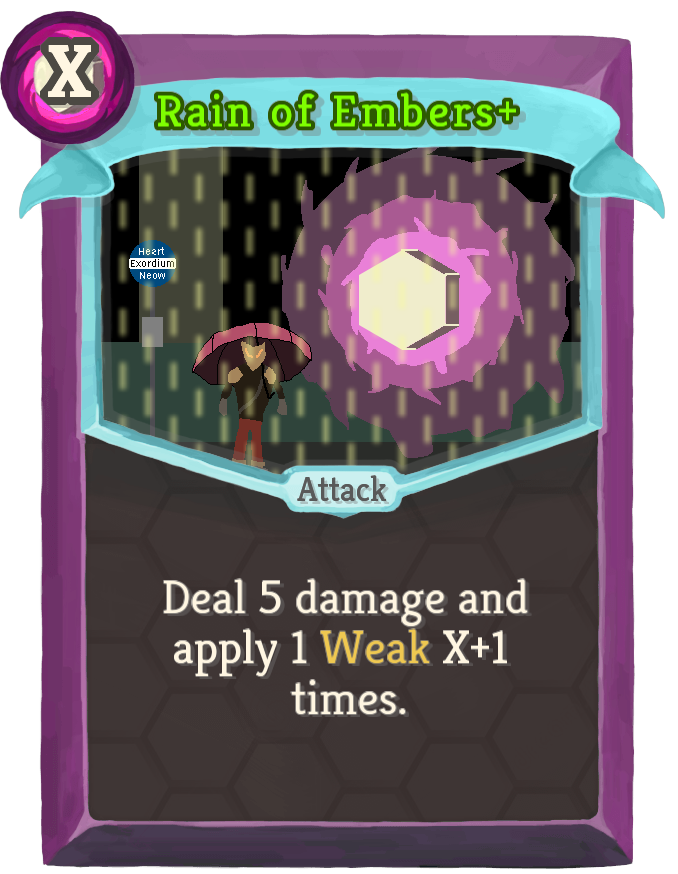 X
Rain of Embers+
Heart
Exordium
Neow
Attack
Deal 5 damage and
apply 1 Weak X+1
times.